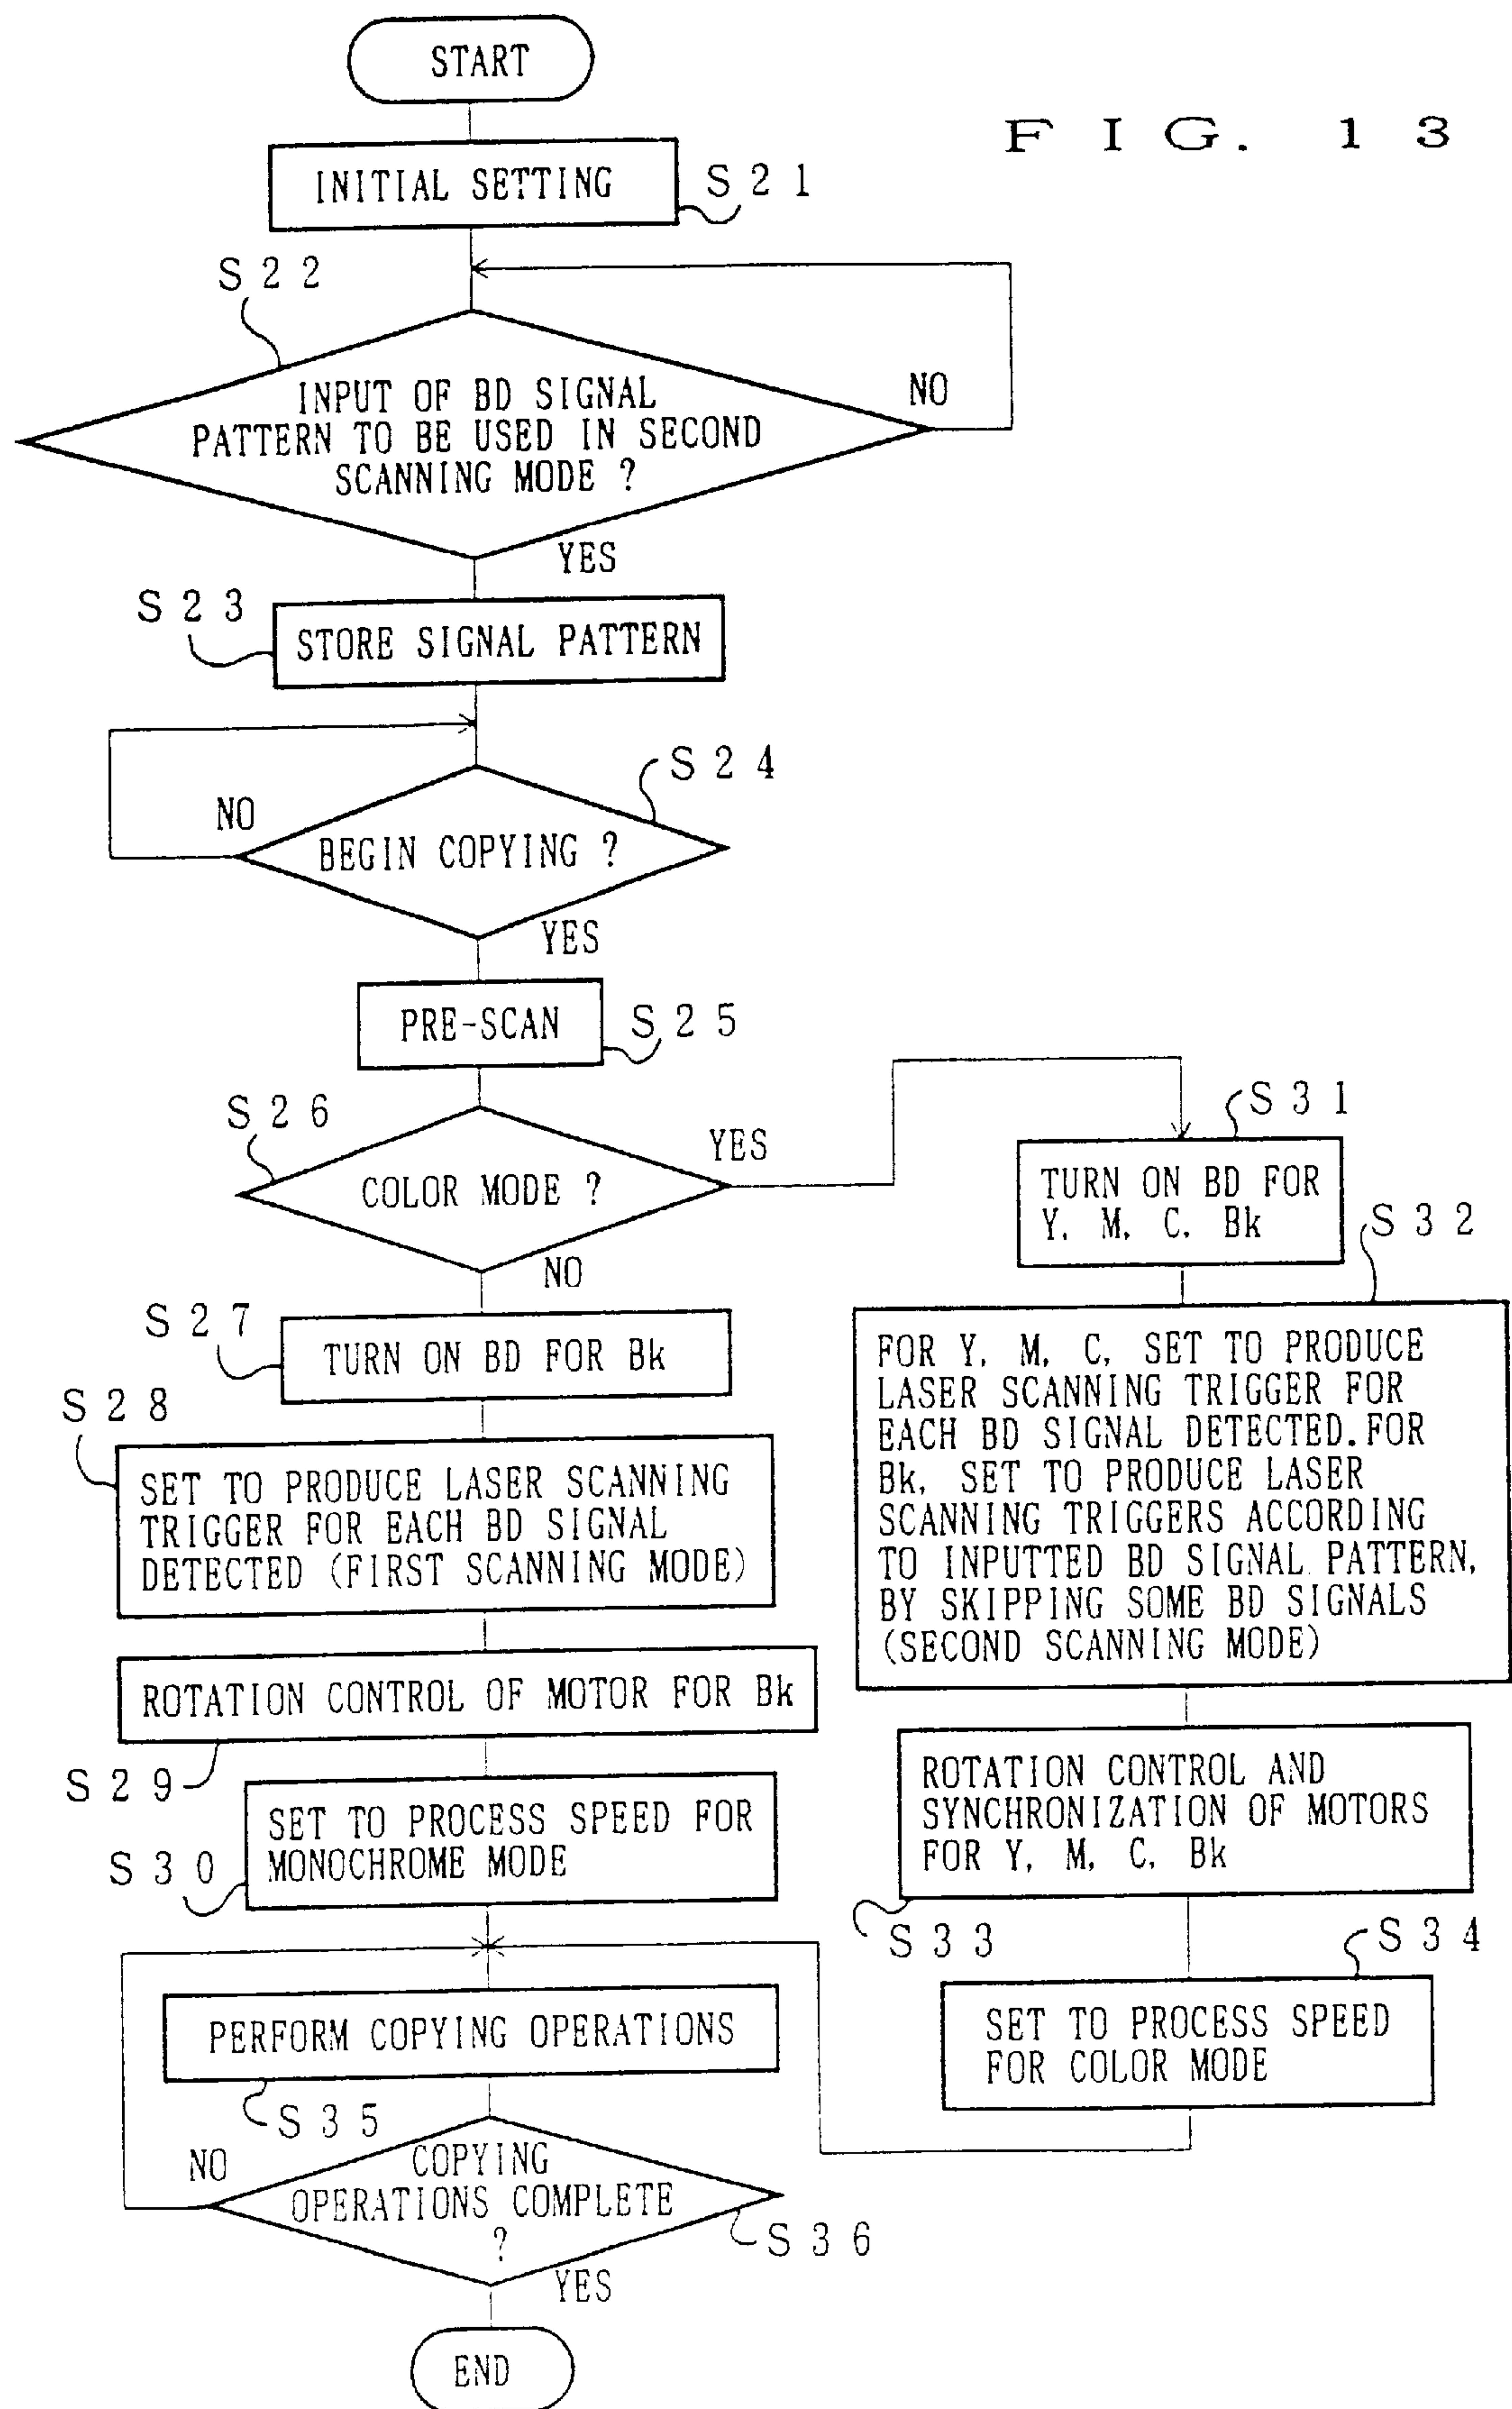 START
F I G. 1 3
INITIAL SETTING
S 2 1
S 2 2
INPUT OF BD SIGNAL
PATTERN TO BE USED IN SECOND
SCANNING MODE ?
NO
YES
S 2 3
STORE SIGNAL PATTERN
S 2 4
NO
BEGIN COPYING ?
YES
PRE-SCAN
S 2 5
S 2 6
COLOR MODE ?
YES
NO
S 3 1
TURN ON BD FOR
Y, M, C, Bk
S 2 7
TURN ON BD FOR Bk
S 3 2
FOR Y, M, C, SET TO PRODUCE
LASER SCANNING TRIGGER FOR
EACH BD SIGNAL DETECTED. FOR
Bk, SET TO PRODUCE LASER
SCANNING TRIGGERS ACCORDING
TO INPUTTED BD SIGNAL PATTERN,
BY SKIPPING SOME BD SIGNALS
(SECOND SCANNING MODE)
S 2 8
SET TO PRODUCE LASER SCANNING
TRIGGER FOR EACH BD SIGNAL
DETECTED (FIRST SCANNING MODE)
ROTATION CONTROL OF MOTOR FOR Bk
S 2 9
ROTATION CONTROL AND
SYNCHRONIZATION OF MOTORS
FOR Y, M, C, Bk
S 3 3
SET TO PROCESS SPEED FOR
MONOCHROME MODE
S 3 0
S 3 4
SET TO PROCESS SPEED
FOR COLOR MODE
PERFORM COPYING OPERATIONS
S 3 5
NO
COPYING
OPERATIONS COMPLETE
?
S 3 6
YES
END